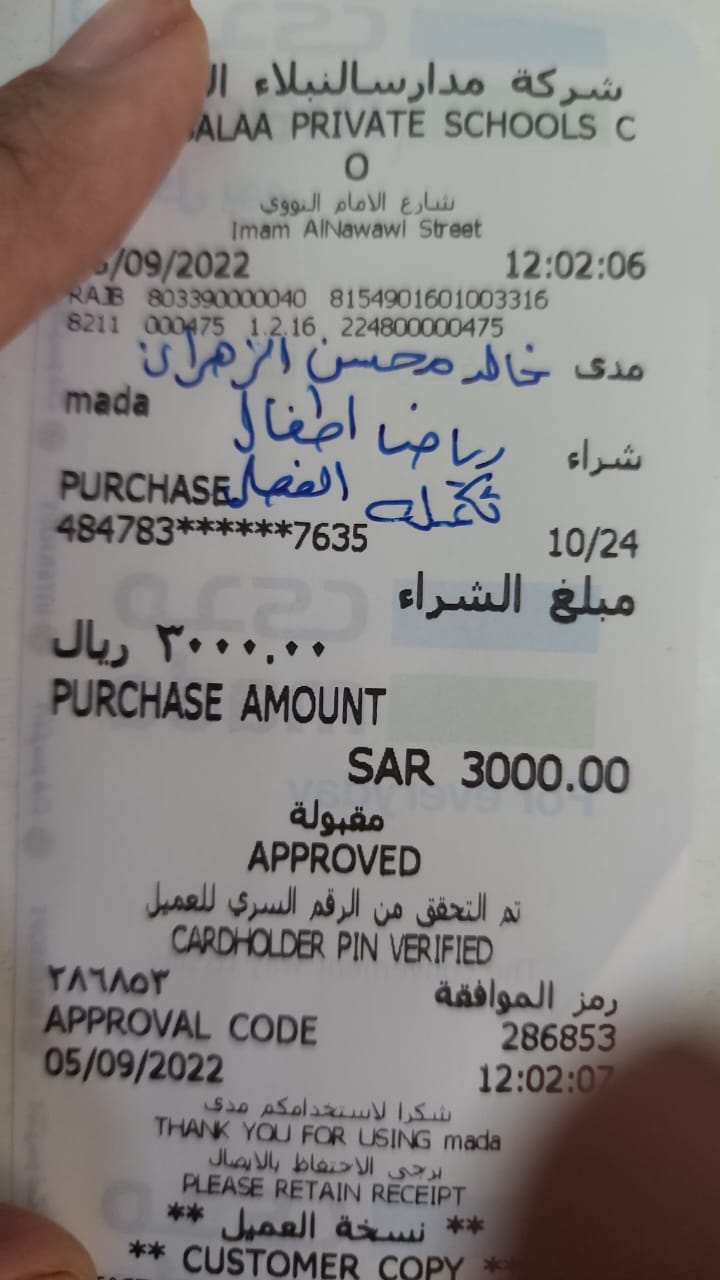 شركة مدارسالنبلاء
PRIVATE SCHOOLS C
O
شارع الامام النووي
Imam AlNawawi Street
/09/2022 12:02:06
RAJB 803390000040 8154901601003316
8211 000475 1.2.16 224800000475
خالد محسن الزهراني
مدى
mada
رياض اطفال
شراء
تكملة الفصل
PURCHASE
484783******7635 10/24
مبلغ الشراء
٣٠٠٠.٠٠ ريال
PURCHASE AMOUNT
SAR 3000.00
مقبولة
APPROVED
تم التحقق من الرقم السري للعميل
CARDHOLDER PIN VERIFIED
رمز الموافقة ٢٨٦٨٥٣
APPROVAL CODE 286853
05/09/2022 12:02:07
شكرا لاستخدامكم مدى
THANK YOU FOR USING mada
يرجى الاحتفاظ بالايصال
PLEASE RETAIN RECEIPT
** نسخة العميل **
** CUSTOMER COPY **